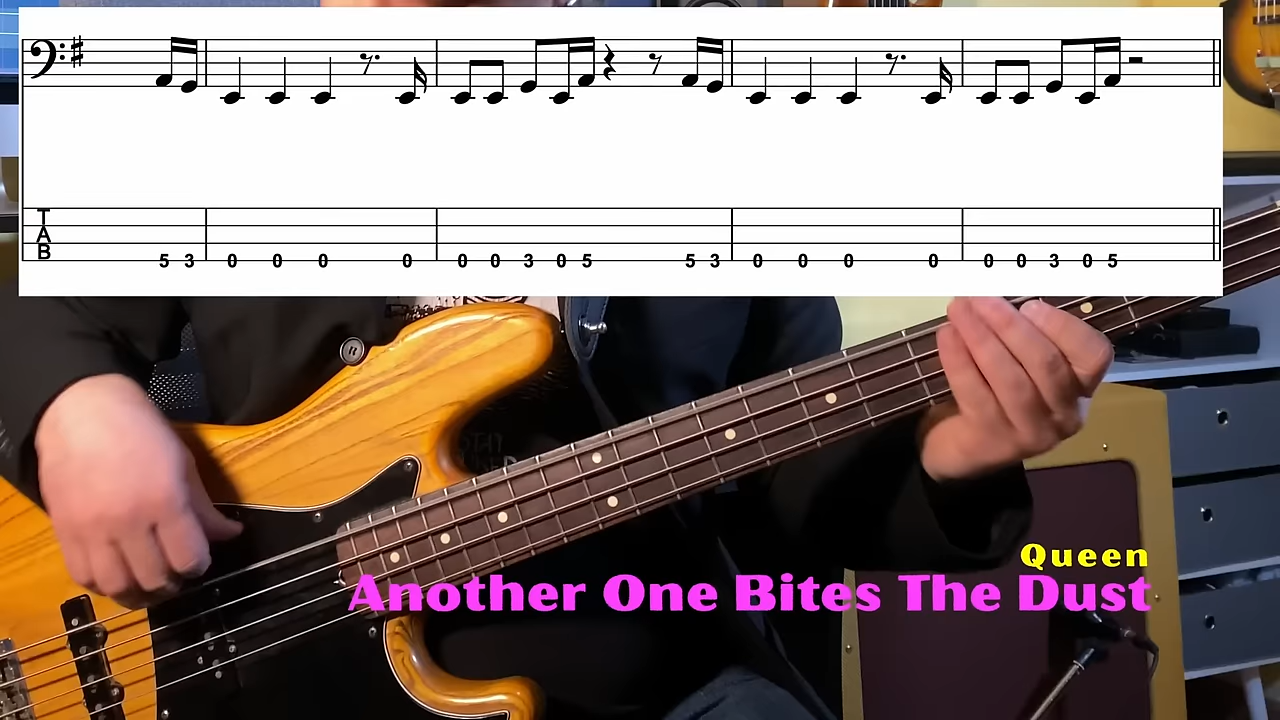 T
A
B
5 3 0 0 0 0 0 0 3 0 5 5 3 0 0 0 0 0 0 3 0 5
Queen
Another One Bites The Dust